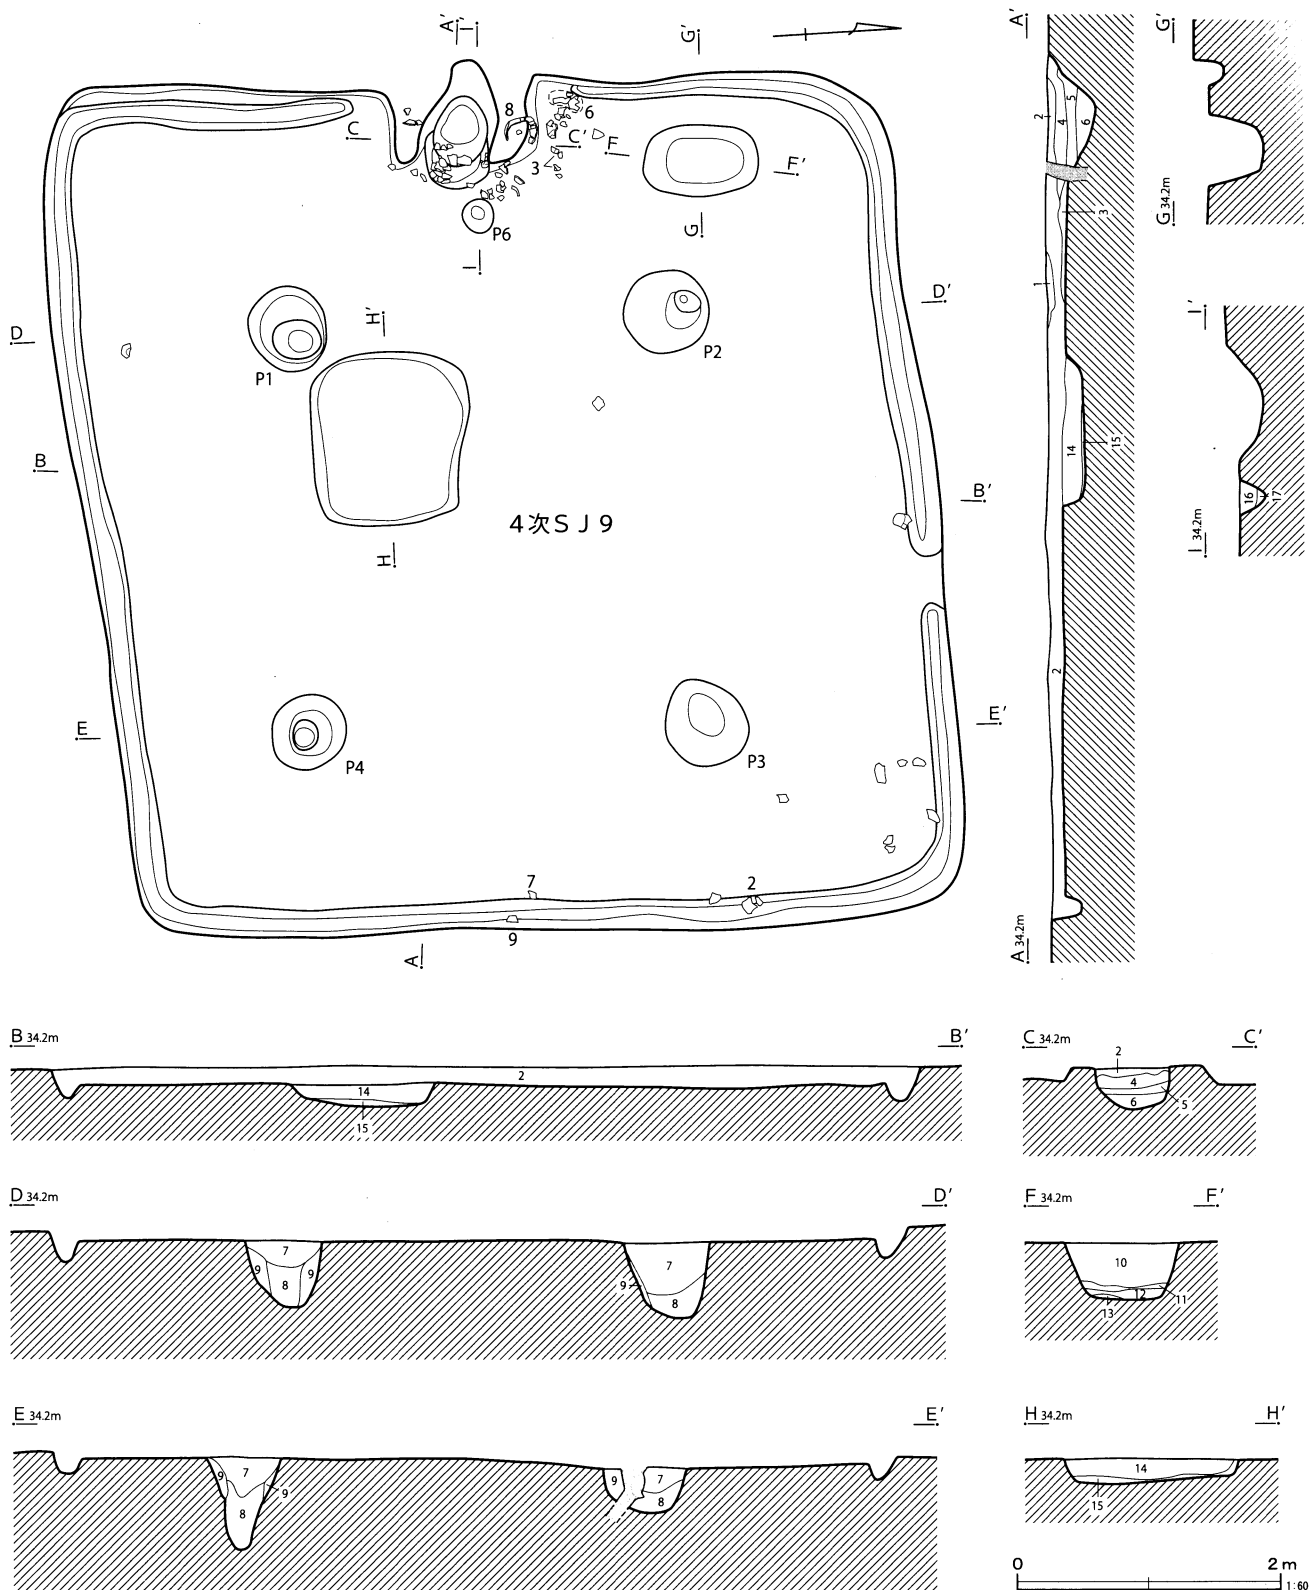 A′
I′
G′
8
6
C
C′
F
F′
3
G
P6
I
D
D′
H′
P1
P2
B
B′
4次SJ9
H
E
E′
P4
P3
7
2
9
A
A′
2
4
5
6
3
1
14
15
2
A 34.2m
G′
G 34.2m
I′
16
17
I 34.2m
B 34.2m
B′
2
14
15
C 34.2m
C′
2
4
5
6
D 34.2m
D′
7
9
8
9
7
9
8
F 34.2m
F′
10
12
11
13
E 34.2m
E′
9
7
9
8
9
7
8
H 34.2m
H′
14
15
0
2m
1:60